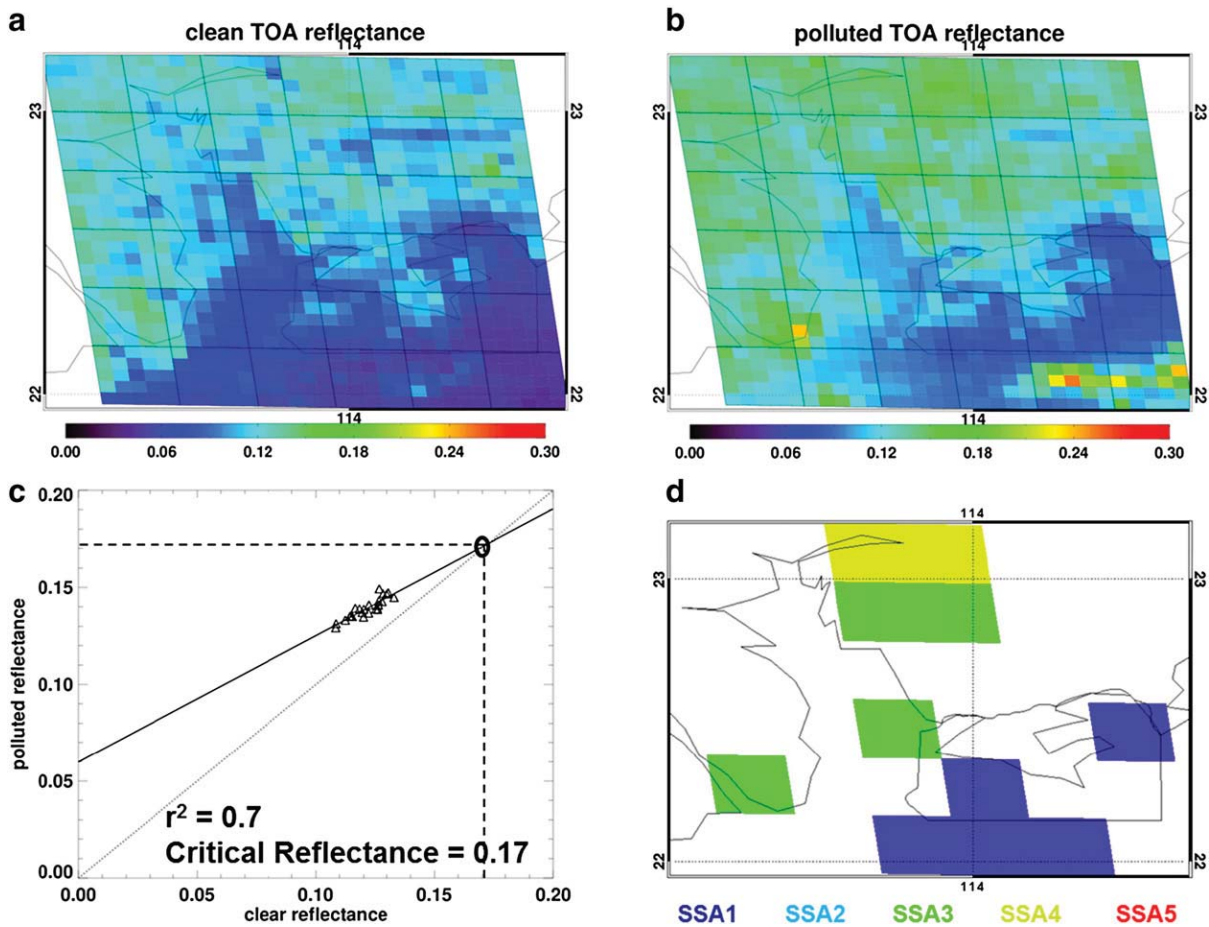 a
clean TOA reflectance
114
23
23
22
22
114
0.00 0.06 0.12 0.18 0.24 0.30
b
polluted TOA reflectance
114
23
23
22
22
114
0.00 0.06 0.12 0.18 0.24 0.30
c
0.20
0.15
0.10
0.05
0.00
polluted reflectance
r² = 0.7
Critical Reflectance = 0.17
0.00 0.05 0.10 0.15 0.20
clear reflectance
d
114
23
23
22
22
114
SSA1 SSA2 SSA3 SSA4 SSA5